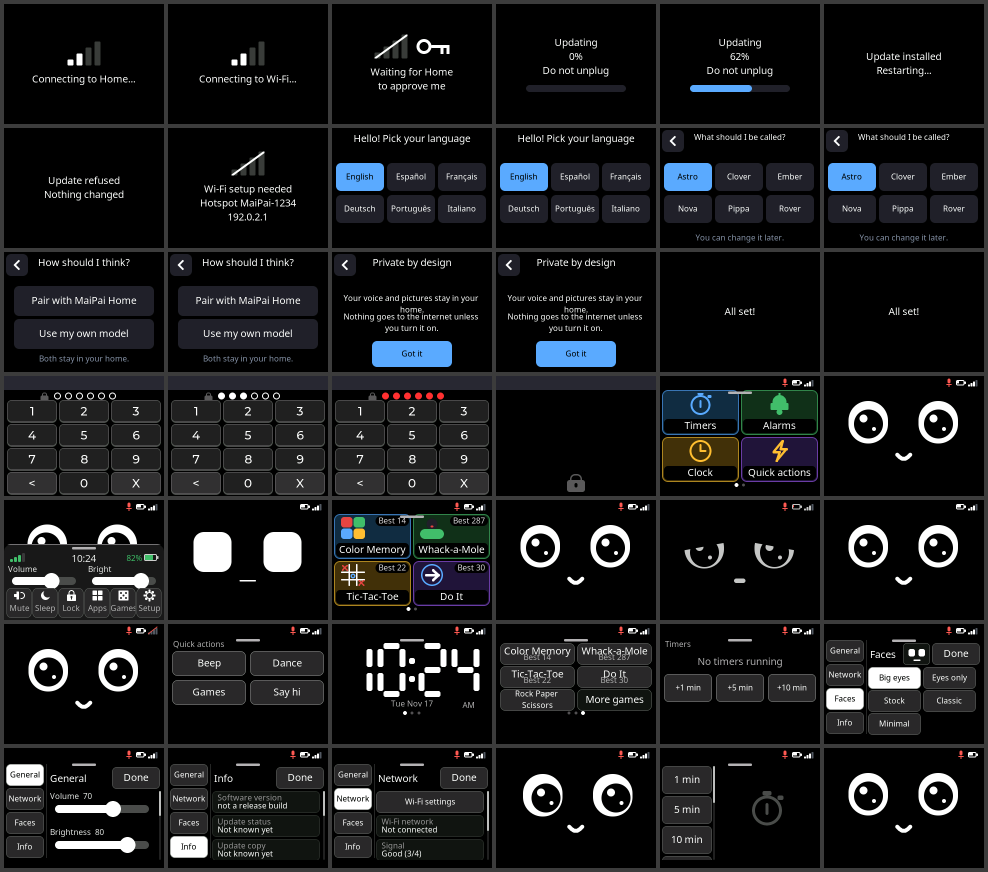 Connecting to Home...
Connecting to Wi-Fi...
Waiting for Home
to approve me
Updating
0%
Do not unplug
Updating
62%
Do not unplug
Update installed
Restarting...
Update refused
Nothing changed
Wi-Fi setup needed
Hotspot MaiPai-1234
192.0.2.1
Hello! Pick your language
English Español Français
Deutsch Português Italiano
Hello! Pick your language
English Español Français
Deutsch Português Italiano
What should I be called?
Astro Clover Ember
Nova Pippa Rover
You can change it later.
What should I be called?
Astro Clover Ember
Nova Pippa Rover
You can change it later.
How should I think?
Pair with MaiPai Home
Use my own model
Both stay in your home.
How should I think?
Pair with MaiPai Home
Use my own model
Both stay in your home.
Private by design
Your voice and pictures stay in your
home.
Nothing goes to the internet unless
you turn it on.
Got it
Private by design
Your voice and pictures stay in your
home.
Nothing goes to the internet unless
you turn it on.
Got it
All set!
All set!
1 2 3
4 5 6
7 8 9
< 0 X
1 2 3
4 5 6
7 8 9
< 0 X
1 2 3
4 5 6
7 8 9
< 0 X
Timers Alarms
Clock Quick actions
10:24 82%
Volume Bright
Mute Sleep Lock Apps Games Setup
Best 14 Best 287
Color Memory Whack-a-Mole
Best 22 Best 30
Tic-Tac-Toe Do It
Quick actions
Beep Dance
Games Say hi
10:24
Tue Nov 17 AM
Color Memory Whack-a-Mole
Best 14 Best 287
Tic-Tac-Toe Do It
Best 22 Best 30
Rock Paper
Scissors
More games
Timers
No timers running
+1 min +5 min +10 min
General
Network
Faces
Info
Faces Done
Big eyes Eyes only
Stock Classic
Minimal
General
Network
Faces
Info
General Done
Volume 70
Brightness 80
General
Network
Faces
Info
Info Done
Software version
not a release build
Update status
Not known yet
Update copy
Not known yet
General
Network
Faces
Info
Network Done
Wi-Fi settings
Wi-Fi network
Not connected
Signal
Good (3/4)
1 min
5 min
10 min